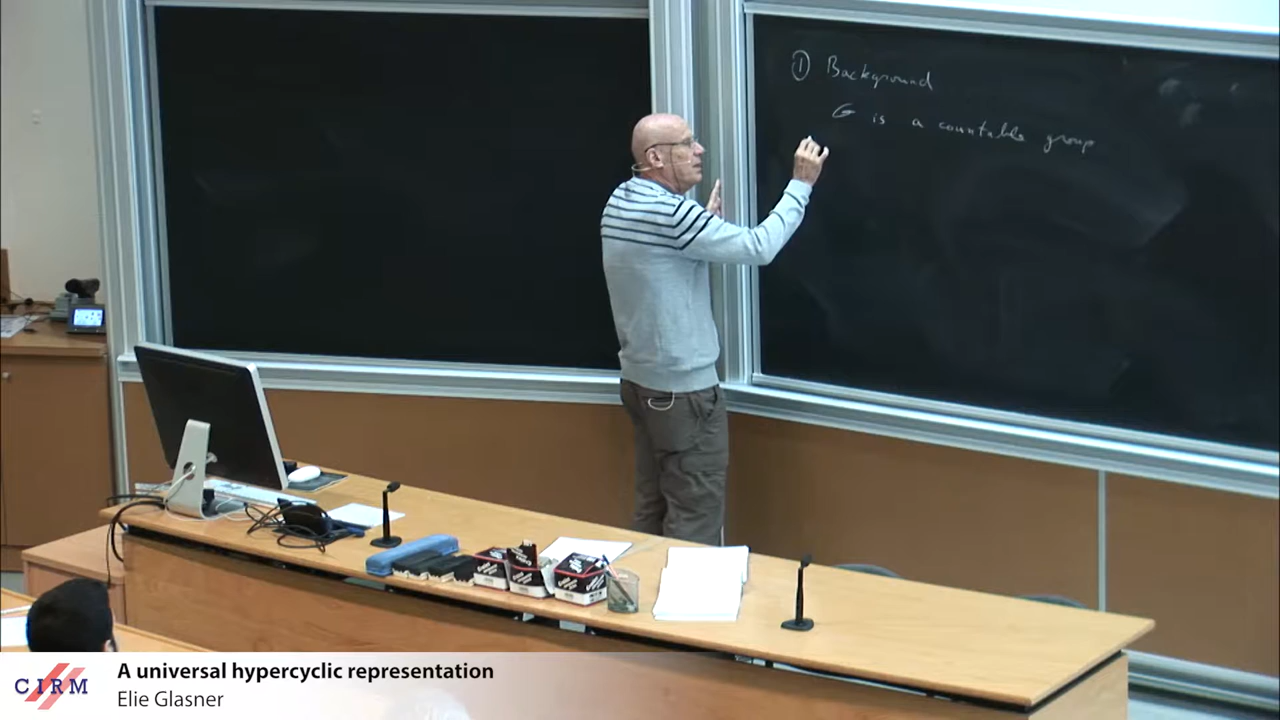 ① Background
G is a countable group
CIRM
A universal hypercyclic representation
Elie Glasner